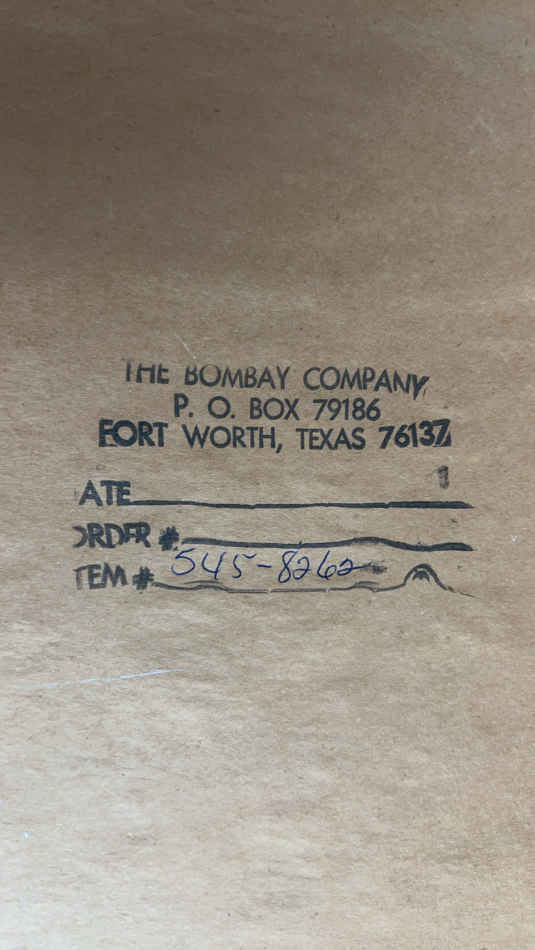 THE BOMBAY COMPANY
P. O. BOX 79186
FORT WORTH, TEXAS 76137
ATE
ORDER #
TEM # 545-8262